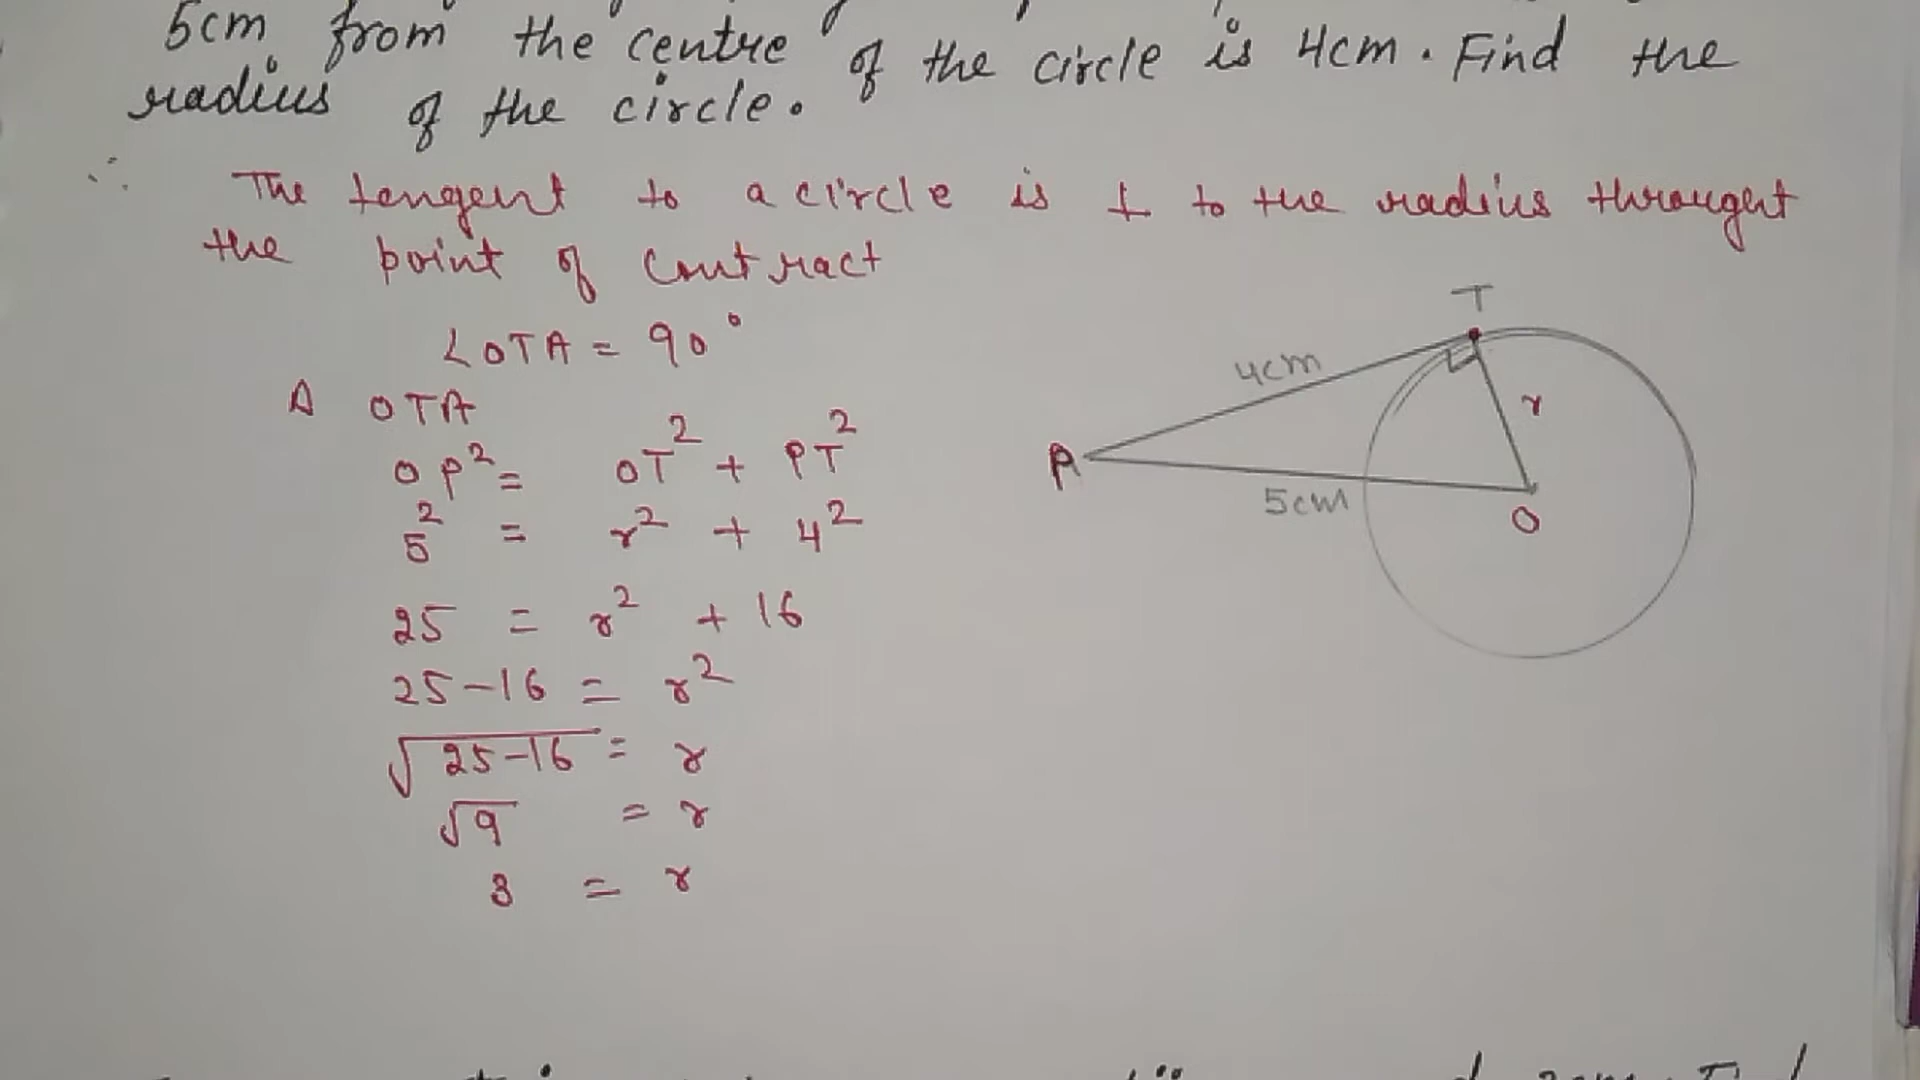 5cm from the centre of the circle is 4cm. Find the
radius of the circle.
∴ The tengent to a circle is ⊥ to the radius throught
the point of Contract
∠OTA = 90°
Δ OTA
OP² = OT² + PT²
5² = r² + 4²
25 = r² + 16
25-16 = r²
√25-16 = r
√9 = r
3 = r
T
4cm
r
A
5cm
O